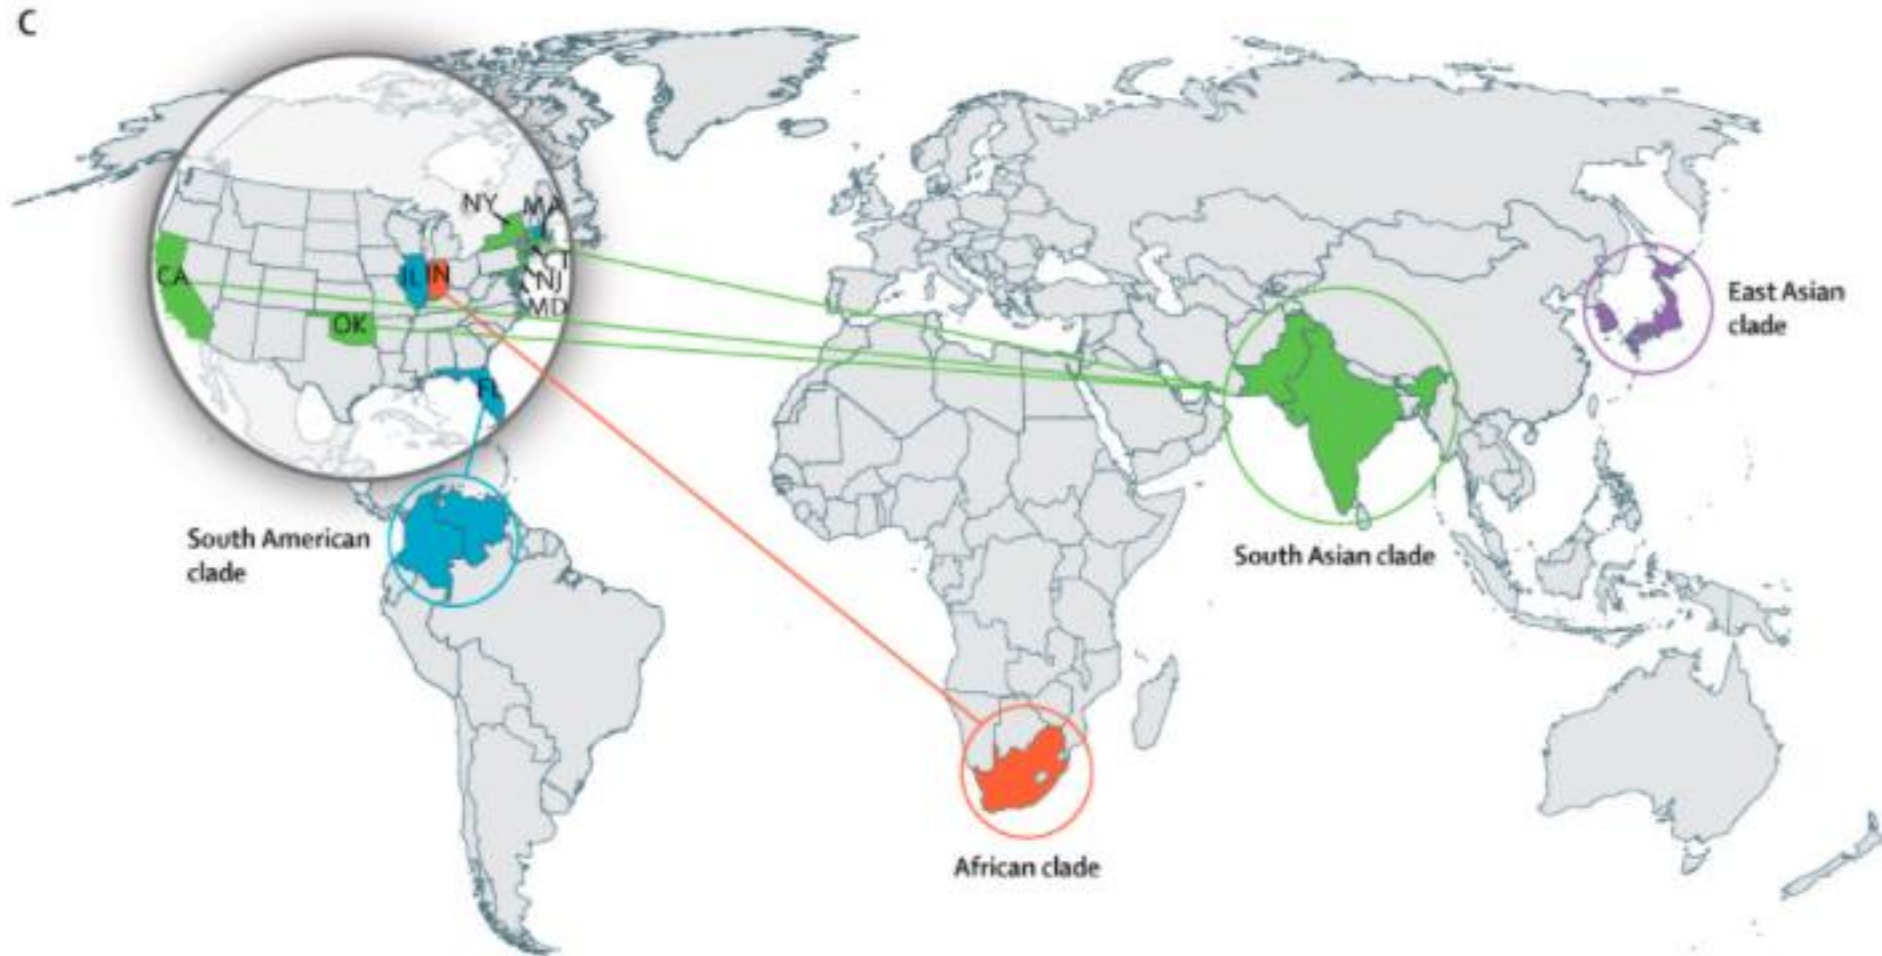 C
NY
MA
CA
IL
IN
CT
NJ
MD
OK
FL
East Asian
clade
South American
clade
South Asian clade
African clade